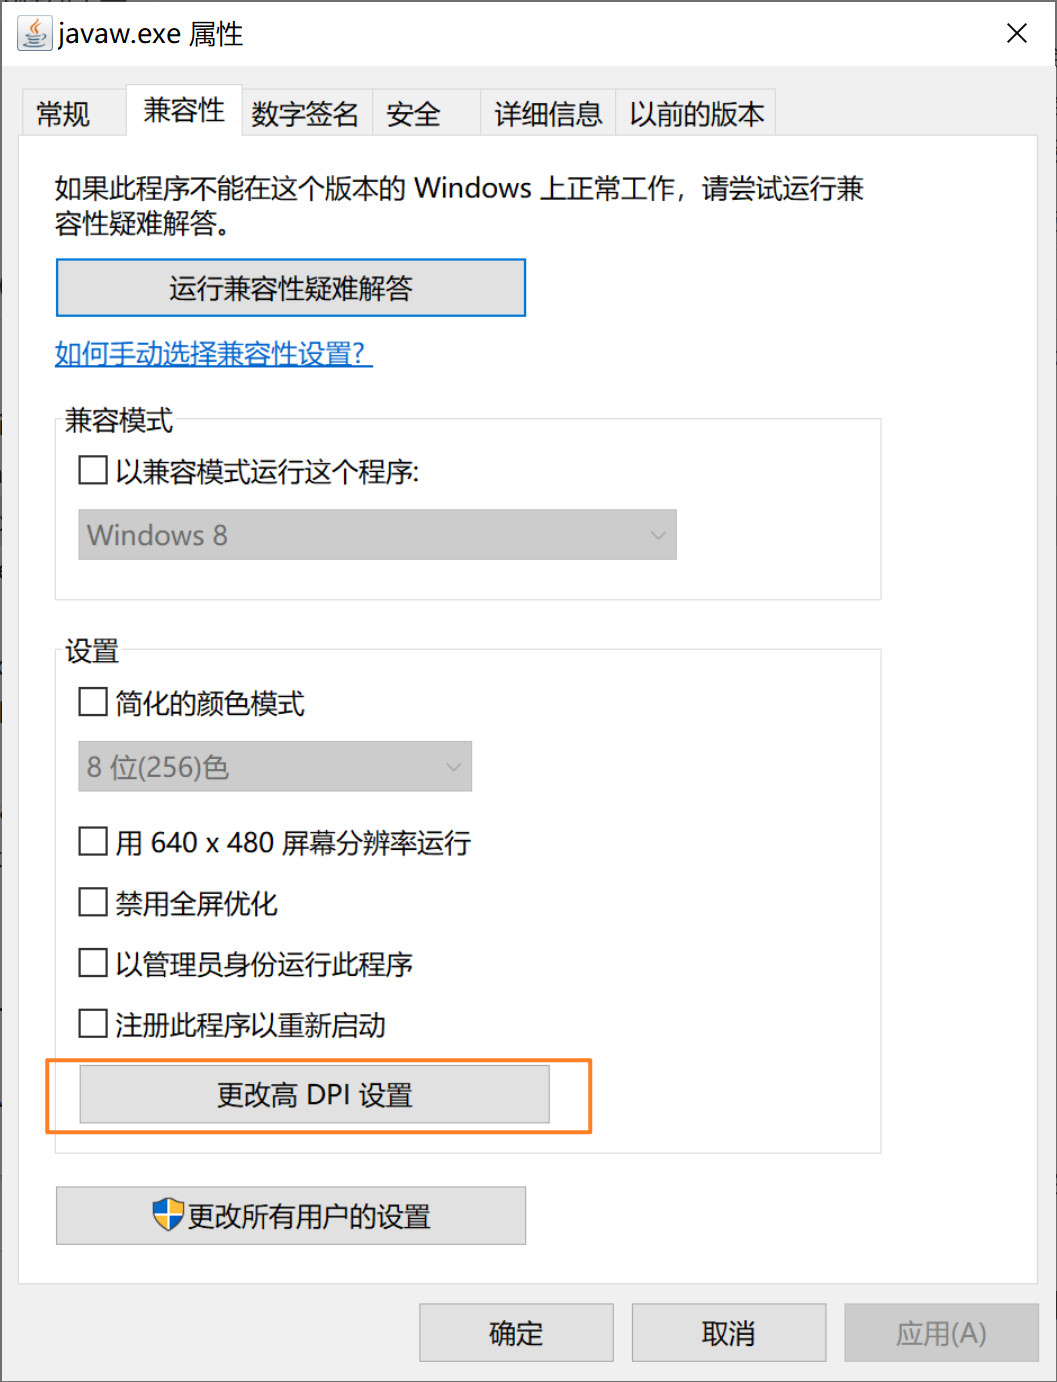 javaw.exe 属性
常规 兼容性 数字签名 安全 详细信息 以前的版本
如果此程序不能在这个版本的 Windows 上正常工作，请尝试运行兼
容性疑难解答。
运行兼容性疑难解答
如何手动选择兼容性设置?
兼容模式
以兼容模式运行这个程序:
Windows 8
设置
简化的颜色模式
8 位(256)色
用 640 x 480 屏幕分辨率运行
禁用全屏优化
以管理员身份运行此程序
注册此程序以重新启动
更改高 DPI 设置
更改所有用户的设置
确定 取消 应用(A)